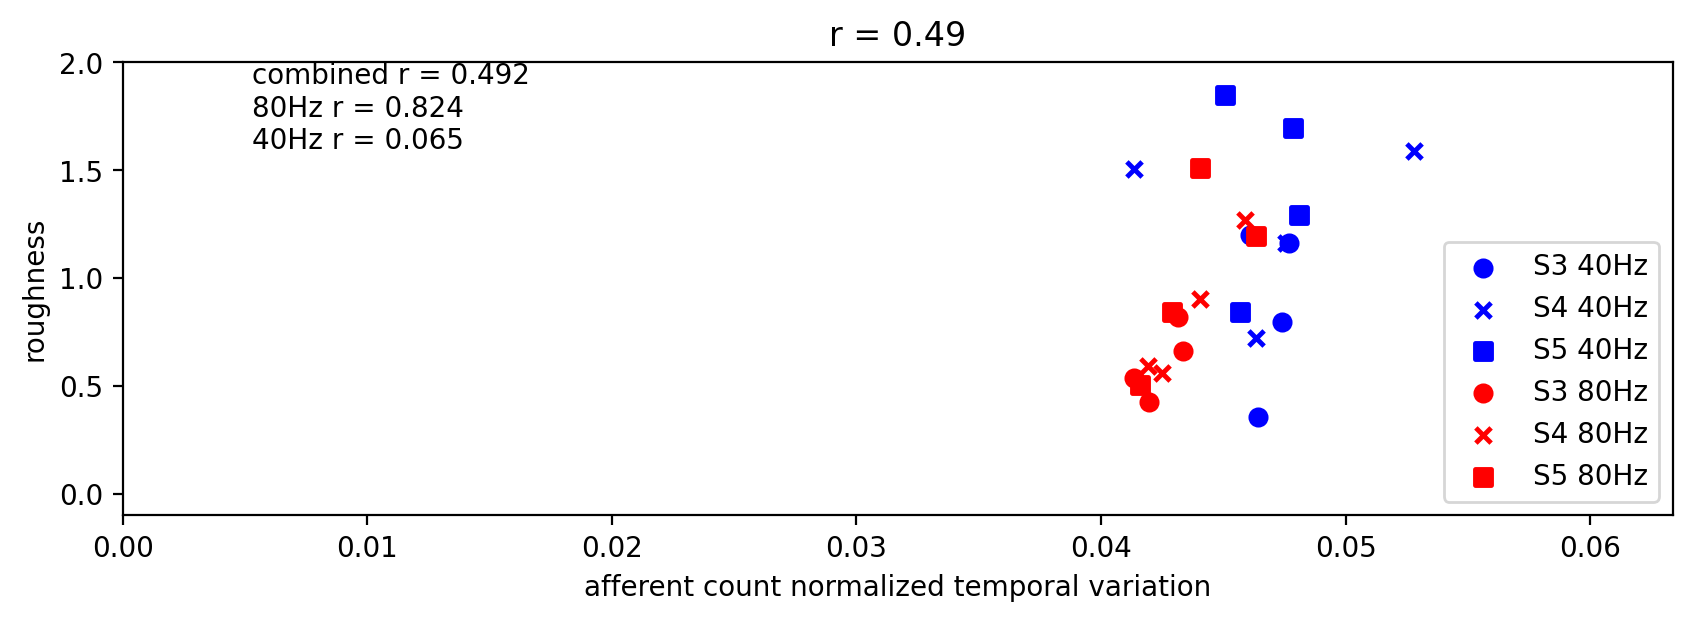 r = 0.49
combined r = 0.492
80Hz r = 0.824
40Hz r = 0.065
2.0
1.5
1.0
0.5
0.0
roughness
S3 40Hz
S4 40Hz
S5 40Hz
S3 80Hz
S4 80Hz
S5 80Hz
0.00 0.01 0.02 0.03 0.04 0.05 0.06
afferent count normalized temporal variation